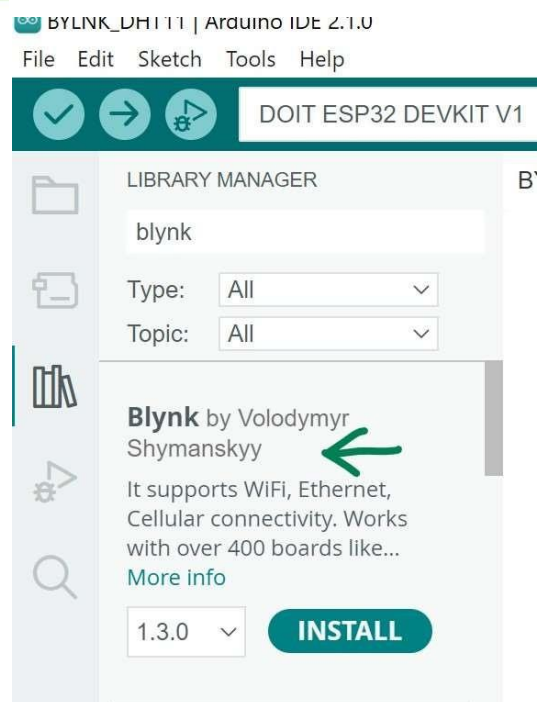 BYLNK_DHT11 | Arduino IDE 2.1.0
File Edit Sketch Tools Help
DOIT ESP32 DEVKIT V1
LIBRARY MANAGER
blynk
Type: All
Topic: All
Blynk by Volodymyr
Shymanskyy
It supports WiFi, Ethernet,
Cellular connectivity. Works
with over 400 boards like...
More info
1.3.0 INSTALL